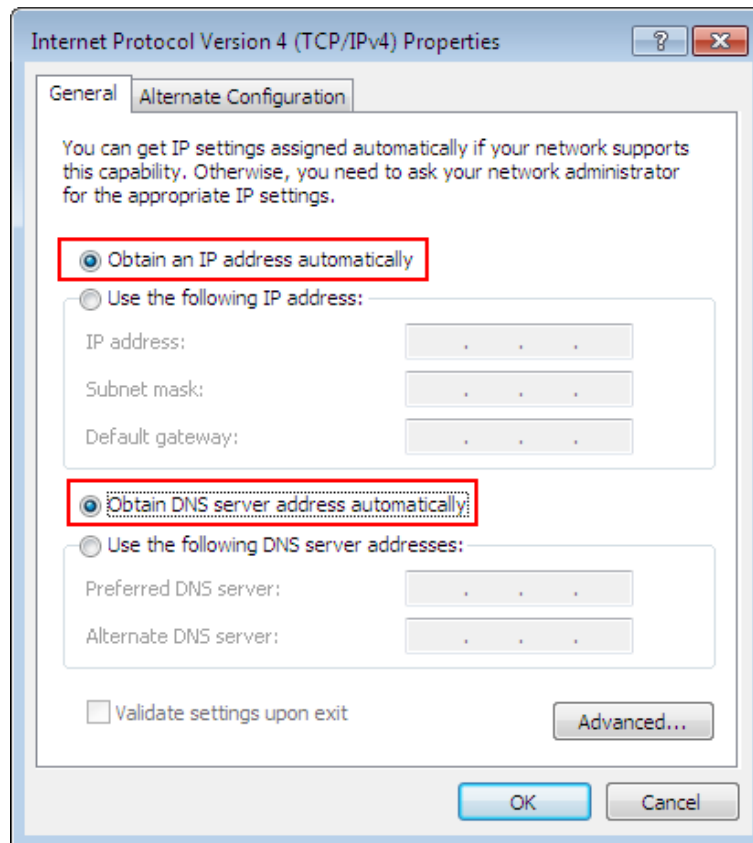 Internet Protocol Version 4 (TCP/IPv4) Properties
General
Alternate Configuration
You can get IP settings assigned automatically if your network supports
this capability. Otherwise, you need to ask your network administrator
for the appropriate IP settings.
Obtain an IP address automatically
Use the following IP address:
IP address:
Subnet mask:
Default gateway:
Obtain DNS server address automatically
Use the following DNS server addresses:
Preferred DNS server:
Alternate DNS server:
Validate settings upon exit
Advanced...
OK
Cancel